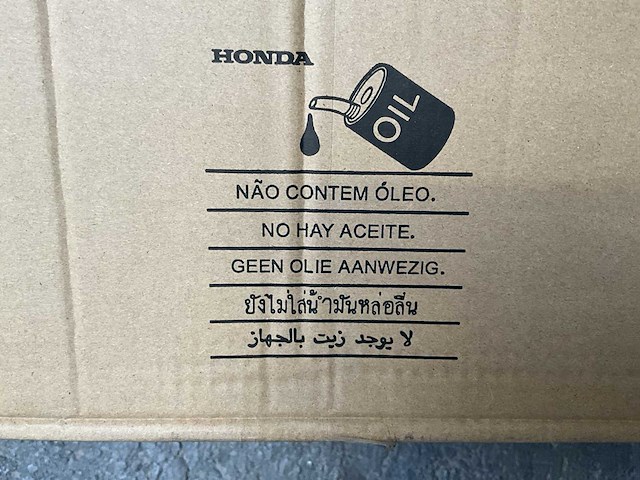 HONDA
OIL
NÃO CONTEM ÓLEO.
NO HAY ACEITE.
GEEN OLIE AANWEZIG.
ยังไม่ใส่น้ำมันหล่อลื่น
لا يوجد زيت بالجهاز